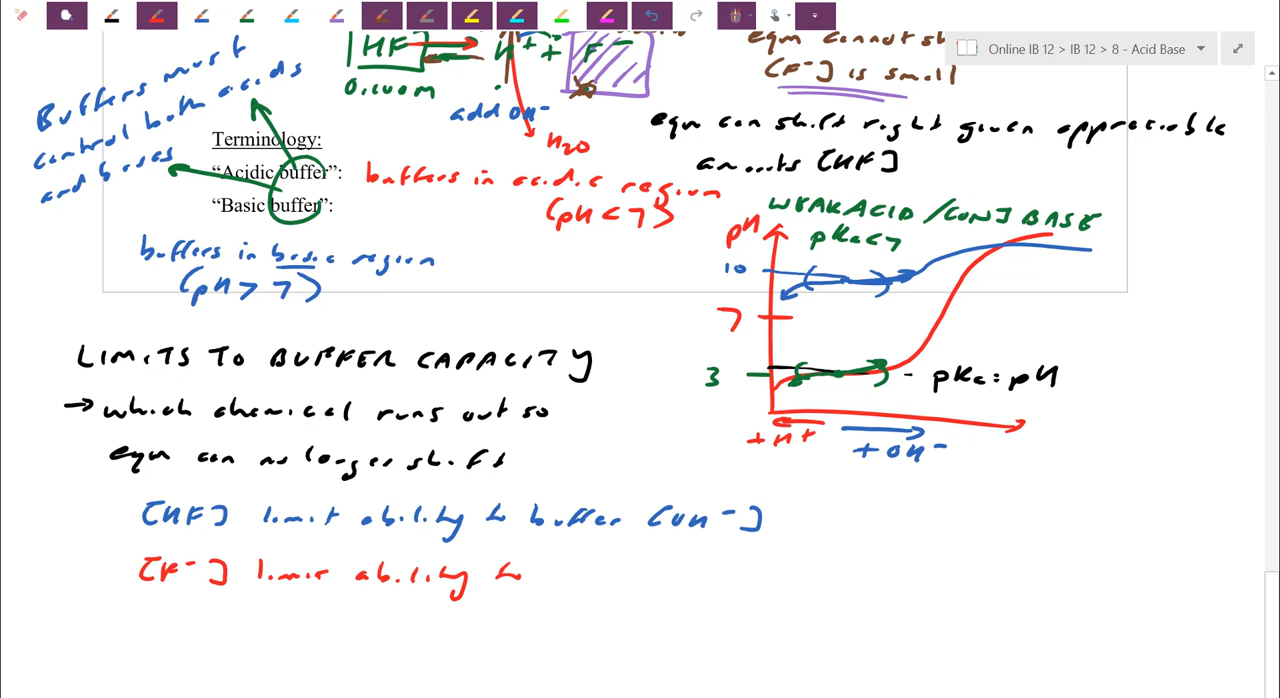 Online IB 12 > IB 12 > 8 - Acid Base
HF
H+ + F-
0.100M
add OH-
H2O
eqm cannot sh
[F-] is small
eqm can shift right given appreciable
am...ts [HF]
Buffers must
control both acids
and bases
Terminology:
"Acidic buffer":
buffers in acidic region
(pH < 7)
"Basic buffer":
buffers in basic region
(pH > 7)
WEAK ACID / CONJ BASE
pKa < 7
pH
10
7
3
pKa = pH
+ H+
+ OH-
LIMITS TO BUFFER CAPACITY
→ which chemical runs out so
eqm can no longer shift
[HF] limit ability to buffer [OH-]
[F-] limit ability to